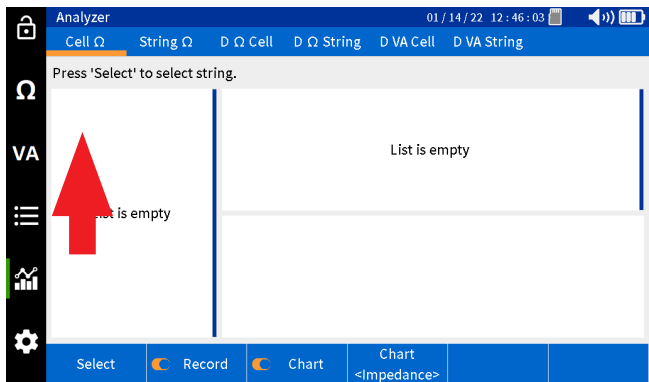 Analyzer
01/14/22 12:46:03
Cell Ω
String Ω
D Ω Cell
D Ω String
D VA Cell
D VA String
Press 'Select' to select string.
Ω
VA
List is empty
is empty
Select
Record
Chart
Chart
<Impedance>